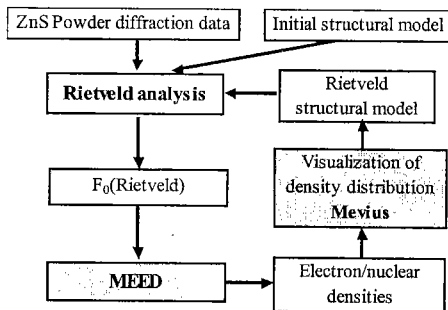 ZnS Powder diffraction data
Initial structural model
Rietveld analysis
Rietveld
structural model
Visualization of
density distribution
Mevius
F₀(Rietveld)
MEED
Electron/nuclear
densities